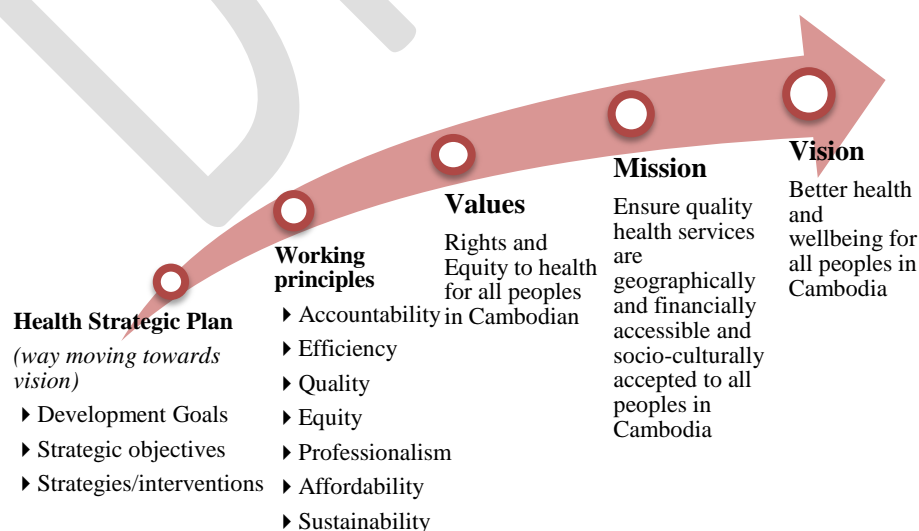 Health Strategic Plan
(way moving towards
vision)
Development Goals
Strategic objectives
Strategies/interventions
Working
principles
Accountability
Efficiency
Quality
Equity
Professionalism
Affordability
Sustainability
Values
Rights and
Equity to health
for all peoples
in Cambodian
Mission
Ensure quality
health services
are
geographically
and financially
accessible and
socio-culturally
accepted to all
peoples in
Cambodia
Vision
Better health
and
wellbeing for
all peoples in
Cambodia